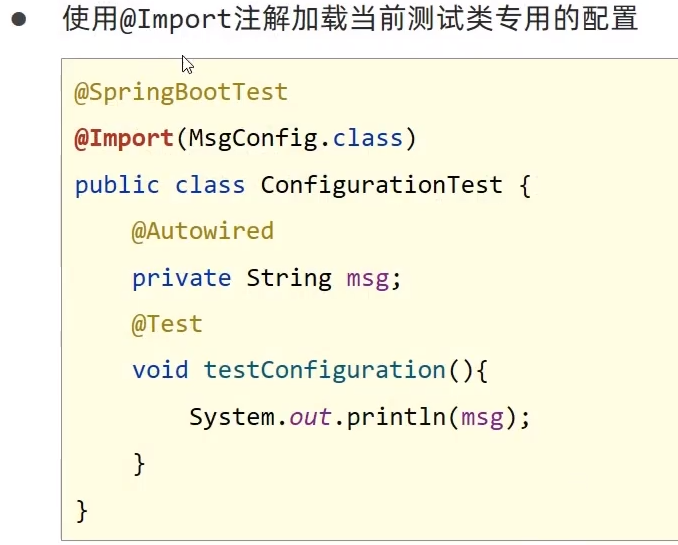 ● 使用@Import注解加载当前测试类专用的配置
@SpringBootTest
@Import(MsgConfig.class)
public class ConfigurationTest {
    @Autowired
    private String msg;
    @Test
    void testConfiguration(){
        System.out.println(msg);
    }
}